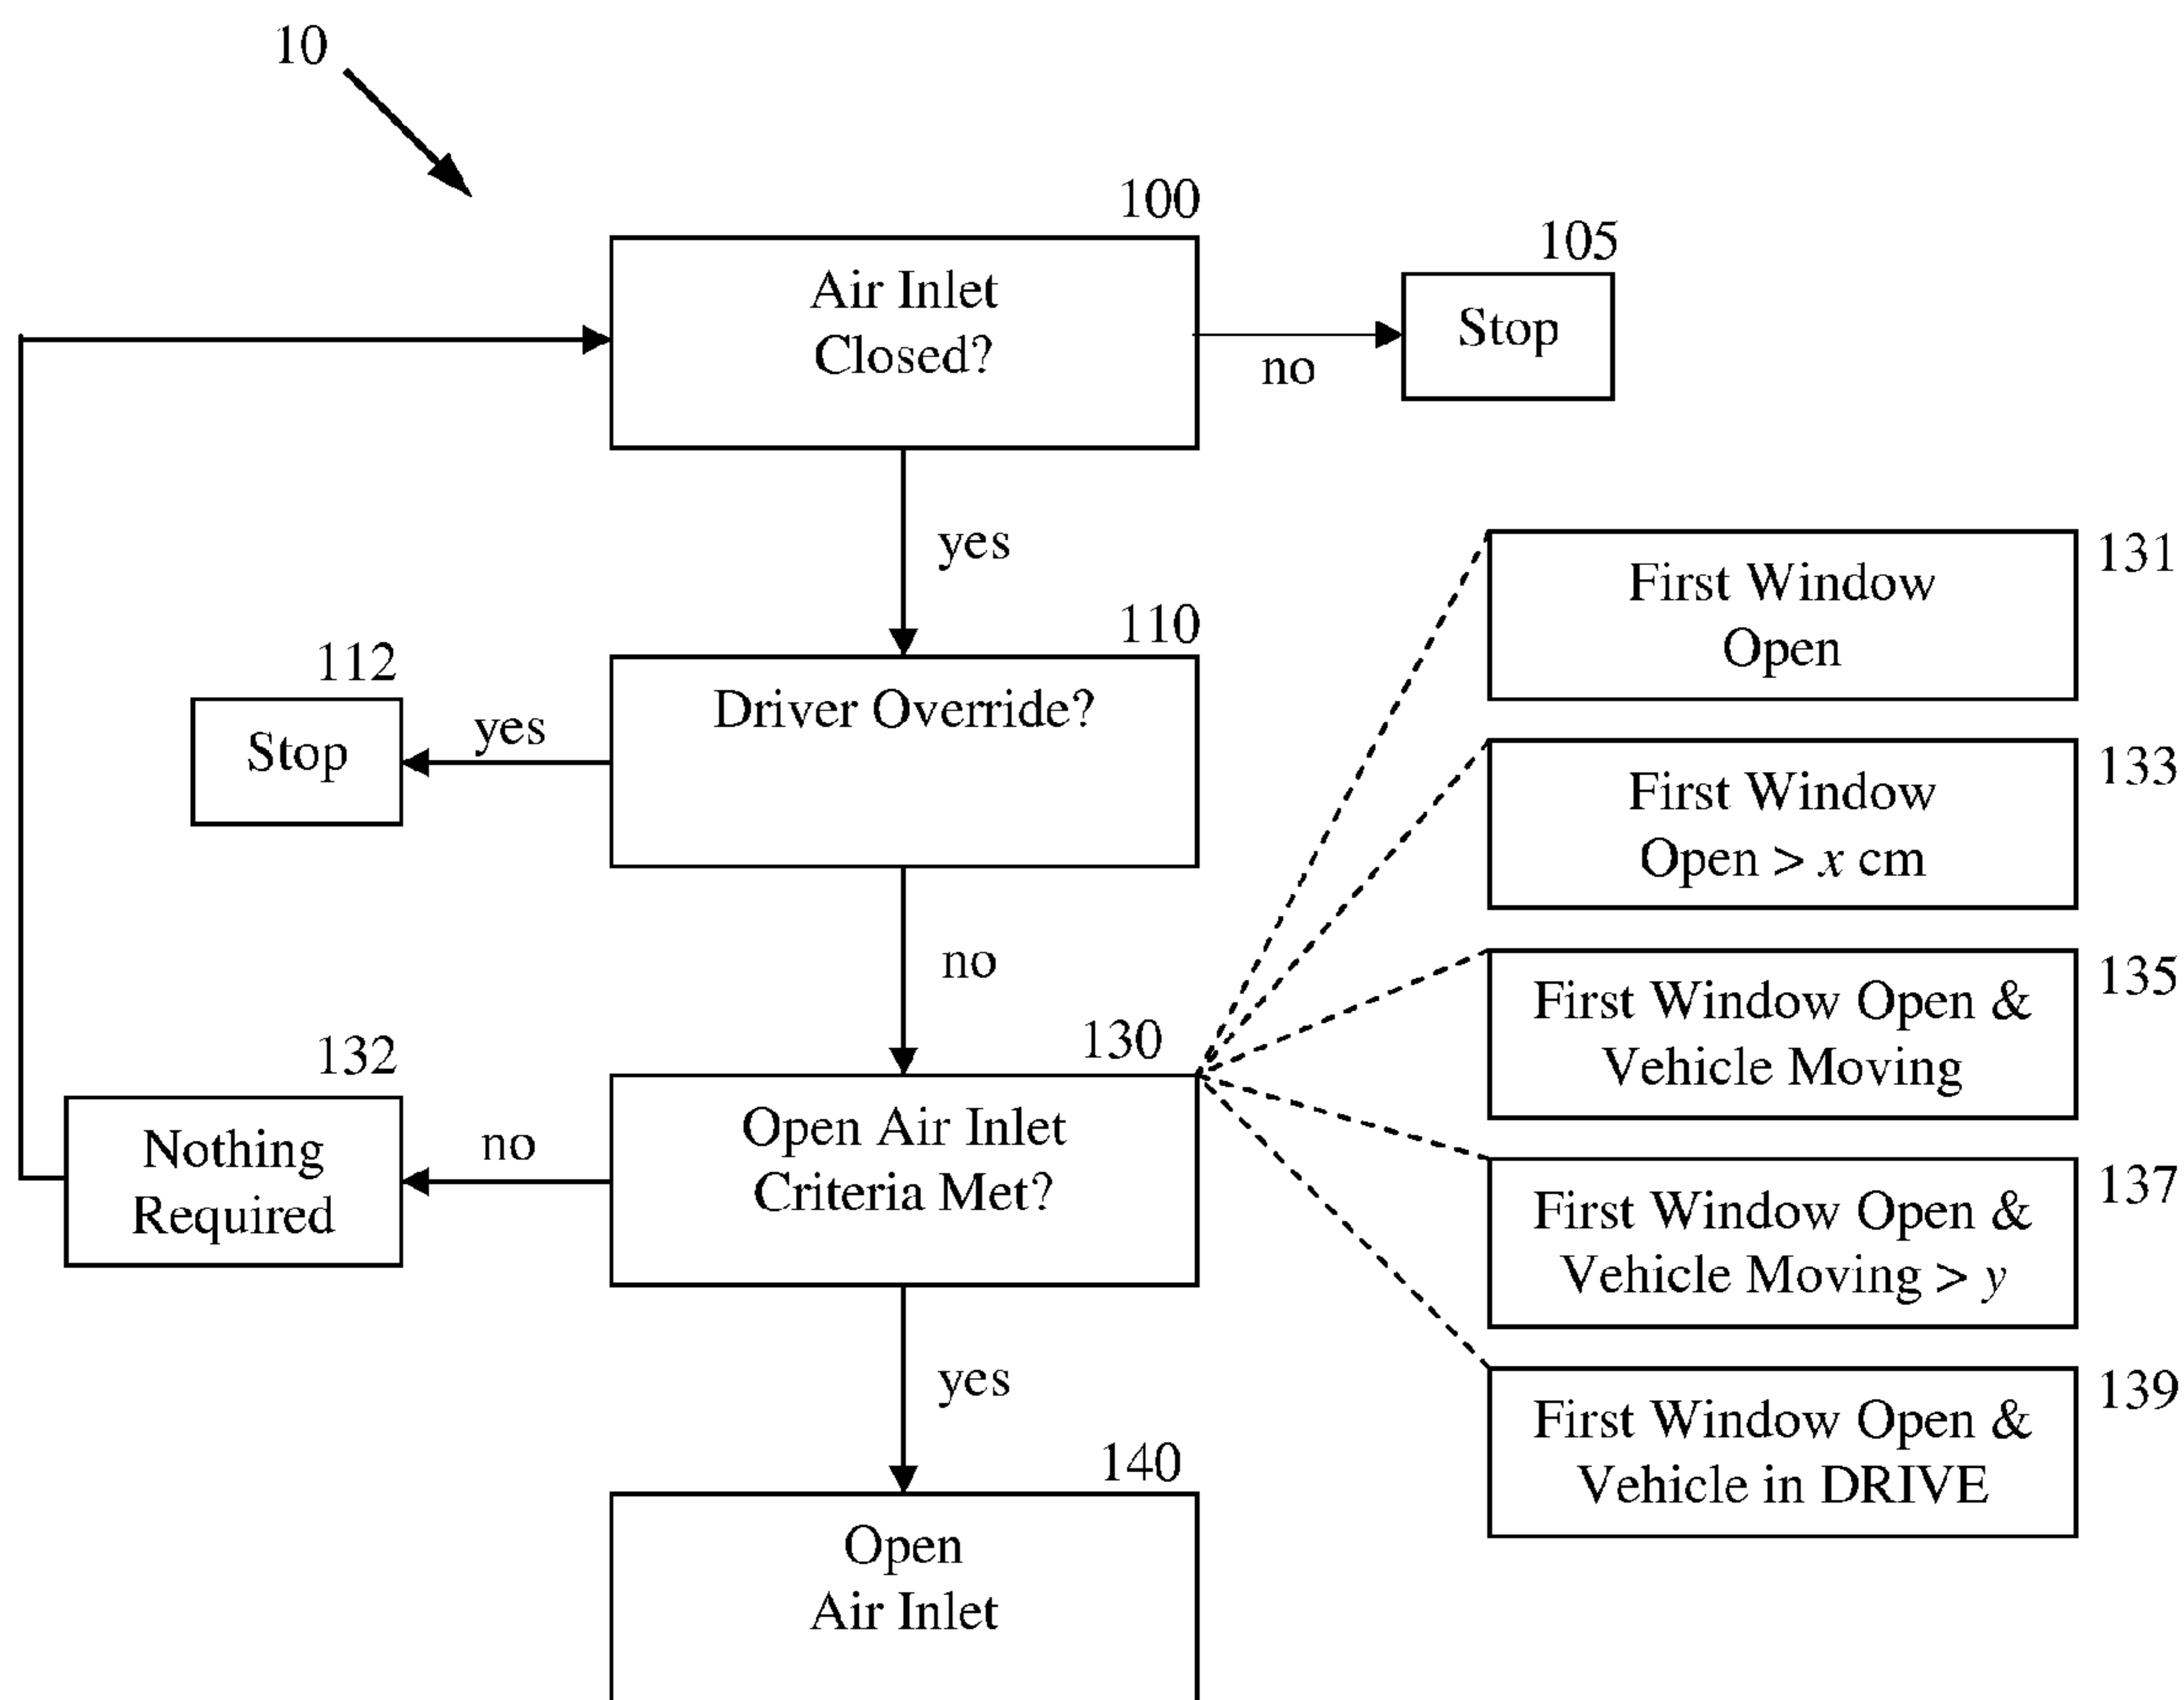 10
100
Air Inlet
Closed?
no
105
Stop
yes
110
Driver Override?
yes
112
Stop
no
130
Open Air Inlet
Criteria Met?
no
132
Nothing
Required
131
First Window
Open
133
First Window
Open > x cm
135
First Window Open &
Vehicle Moving
137
First Window Open &
Vehicle Moving > y
139
First Window Open &
Vehicle in DRIVE
yes
140
Open
Air Inlet